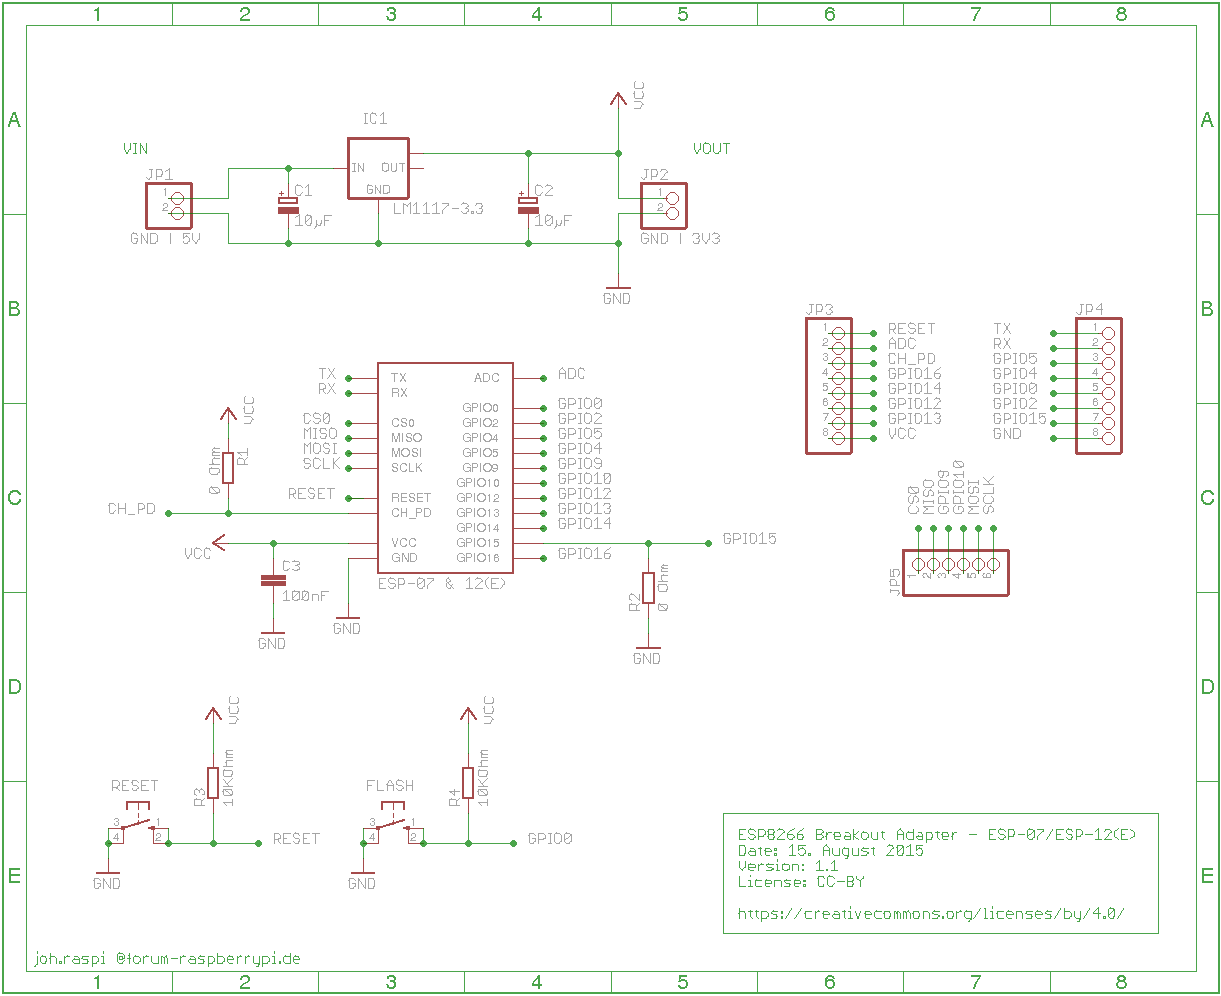 1 2 3 4 5 6 7 8
A A
VCC
IC1
VIN
VOUT
JP1
IN OUT
GND
JP2
1
2
C1
10µF
LM1117-3.3
C2
10µF
1
2
GND | 5V
GND | 3V3
GND
B B
JP3
1 RESET
2 ADC
3 CH_PD
4 GPIO16
5 GPIO14
6 GPIO12
7 GPIO13
8 VCC
JP4
TX 1
RX 2
GPIO5 3
GPIO4 4
GPIO0 5
GPIO2 6
GPIO15 7
GND 8
TX TX ADC ADC
RX RX
GPIO0 GPIO0
CS0 CS0 GPIO2 GPIO2
MISO MISO GPIO4 GPIO5
MOSI MOSI GPIO5 GPIO4
SCLK SCLK GPIO9 GPIO9
GPIO10 GPIO10
RESET RESET GPIO12 GPIO12
CH_PD CH_PD GPIO13 GPIO13
GPIO14 GPIO14
VCC VCC GPIO15 GPIO15
GND GPIO16 GPIO16
ESP-07 & 12(E)
VCC
R1
0 Ohm
C C
C3
100nF
GND
GND
R2
0 Ohm
GND
CS0
MISO
GPIO9
GPIO10
MOSI
SCLK
JP5
1 2 3 4 5 6
D D
VCC
VCC
RESET
R3
10KOhm
FLASH
R4
10KOhm
3
4
1
2
RESET
GND
3
4
1
2
GPIO0
GND
E E
ESP8266 Breakout Adapter - ESP-07/ESP-12(E)
Date: 15. August 2015
Version: 1.1
License: CC-BY
https://creativecommons.org/licenses/by/4.0/
joh.raspi @forum-raspberrypi.de
1 2 3 4 5 6 7 8